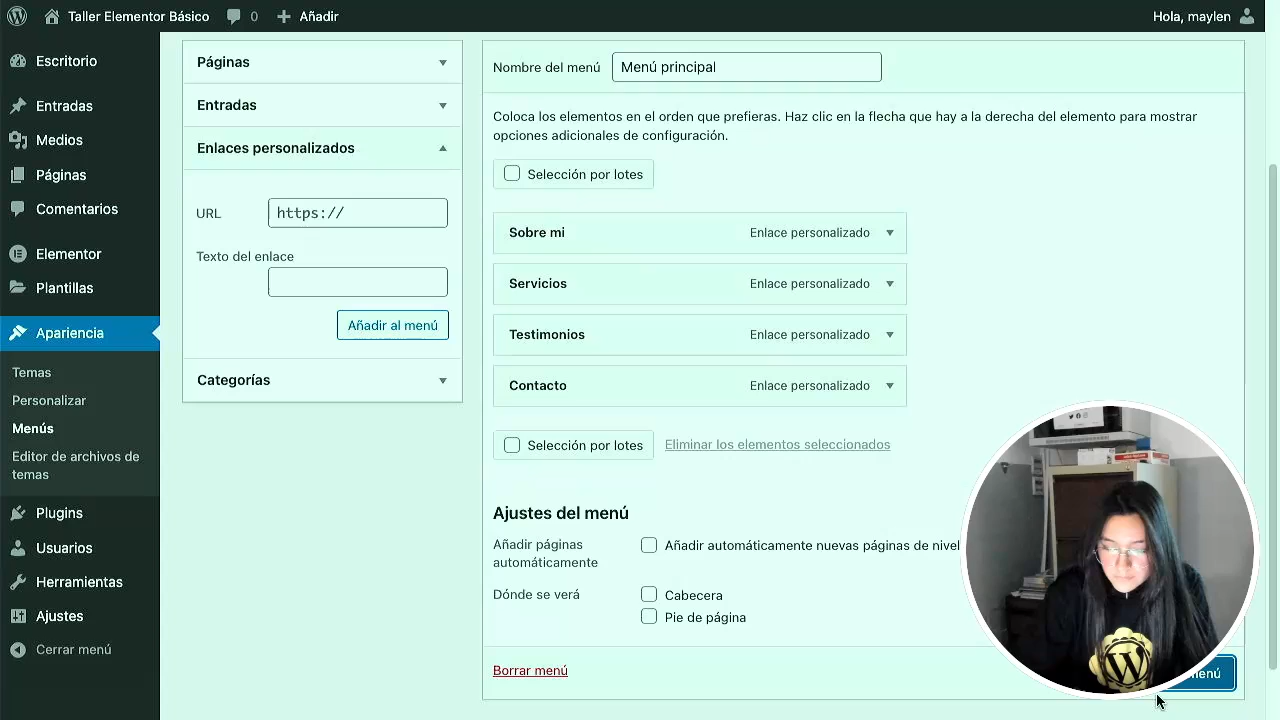 Taller Elementor Básico
0
Añadir
Hola, maylen
Escritorio
Entradas
Medios
Páginas
Comentarios
Elementor
Plantillas
Apariencia
Temas
Personalizar
Menús
Editor de archivos de
temas
Plugins
Usuarios
Herramientas
Ajustes
Cerrar menú
Páginas
Entradas
Enlaces personalizados
URL
https://
Texto del enlace
Añadir al menú
Categorías
Nombre del menú
Menú principal
Coloca los elementos en el orden que prefieras. Haz clic en la flecha que hay a la derecha del elemento para mostrar
opciones adicionales de configuración.
Selección por lotes
Sobre mi Enlace personalizado
Servicios Enlace personalizado
Testimonios Enlace personalizado
Contacto Enlace personalizado
Selección por lotes Eliminar los elementos seleccionados
Ajustes del menú
Añadir páginas
automáticamente
Añadir automáticamente nuevas páginas de nivel
Dónde se verá
Cabecera
Pie de página
Borrar menú